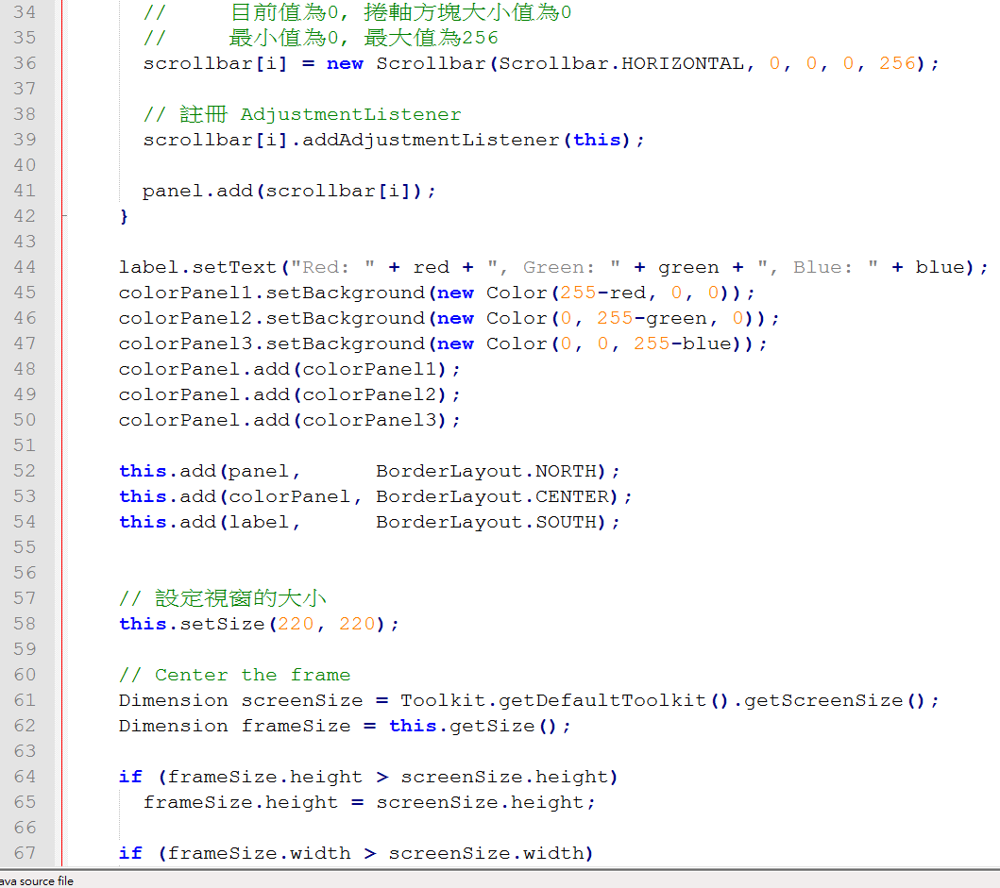 34 // 目前值為0, 捲軸方塊大小值為0
35 // 最小值為0, 最大值為256
36 scrollbar[i] = new Scrollbar(Scrollbar.HORIZONTAL, 0, 0, 0, 256);
37
38 // 註冊 AdjustmentListener
39 scrollbar[i].addAdjustmentListener(this);
40
41 panel.add(scrollbar[i]);
42 }
43
44 label.setText("Red: " + red + ", Green: " + green + ", Blue: " + blue);
45 colorPanel1.setBackground(new Color(255-red, 0, 0));
46 colorPanel2.setBackground(new Color(0, 255-green, 0));
47 colorPanel3.setBackground(new Color(0, 0, 255-blue));
48 colorPanel.add(colorPanel1);
49 colorPanel.add(colorPanel2);
50 colorPanel.add(colorPanel3);
51
52 this.add(panel, BorderLayout.NORTH);
53 this.add(colorPanel, BorderLayout.CENTER);
54 this.add(label, BorderLayout.SOUTH);
55
56
57 // 設定視窗的大小
58 this.setSize(220, 220);
59
60 // Center the frame
61 Dimension screenSize = Toolkit.getDefaultToolkit().getScreenSize();
62 Dimension frameSize = this.getSize();
63
64 if (frameSize.height > screenSize.height)
65 frameSize.height = screenSize.height;
66
67 if (frameSize.width > screenSize.width)
ava source file